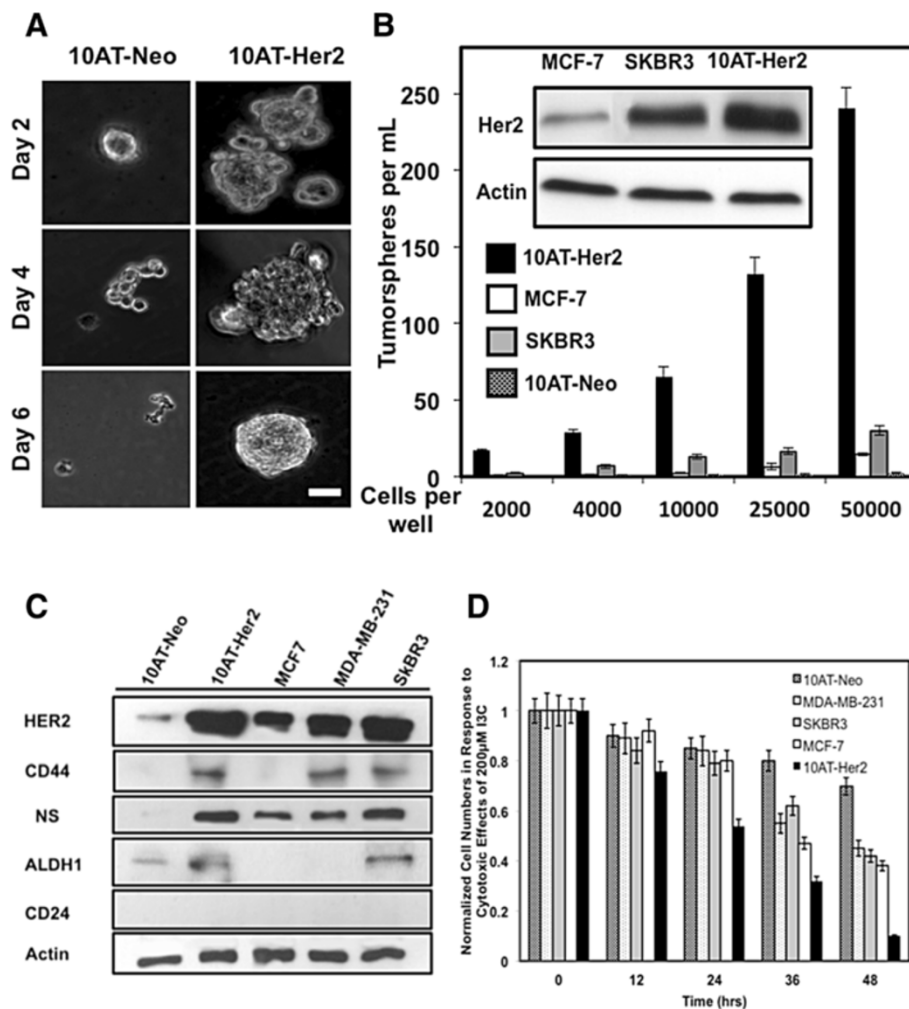 A
10AT-Neo
10AT-Her2
Day 2
Day 4
Day 6
B
MCF-7 SKBR3 10AT-Her2
Her2
Actin
Tumorspheres per mL
250
200
150
100
50
0
10AT-Her2
MCF-7
SKBR3
10AT-Neo
Cells per well
2000 4000 10000 25000 50000
C
10AT-Neo
10AT-Her2
MCF7
MDA-MB-231
SkBR3
HER2
CD44
NS
ALDH1
CD24
Actin
D
Normalized Cell Numbers in Response to
Cytotoxic Effects of 200µM I3C
1.2
1
0.8
0.6
0.4
0.2
0
10AT-Neo
MDA-MB-231
SKBR3
MCF-7
10AT-Her2
0 12 24 36 48
Time (hrs)